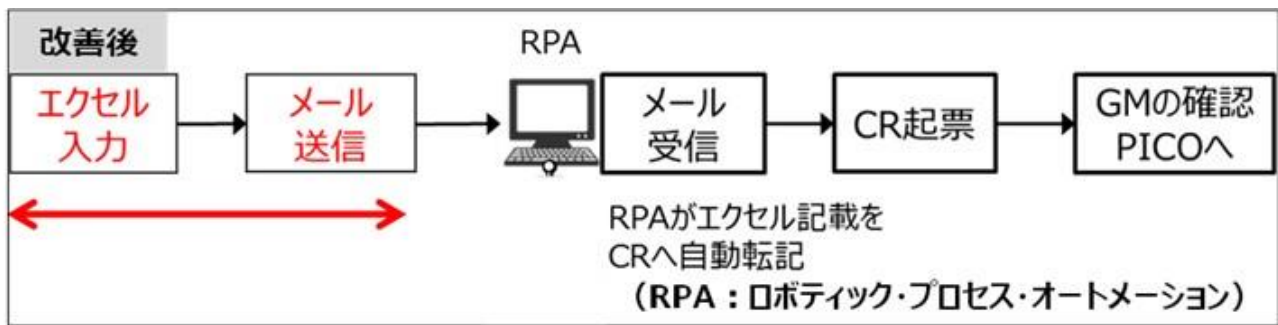 改善後
RPA
エクセル
入力
メール
送信
メール
受信
CR起票
GMの確認
PICOへ
RPAがエクセル記載を
CRへ自動転記
(RPA:ロボティック・プロセス・オートメーション)